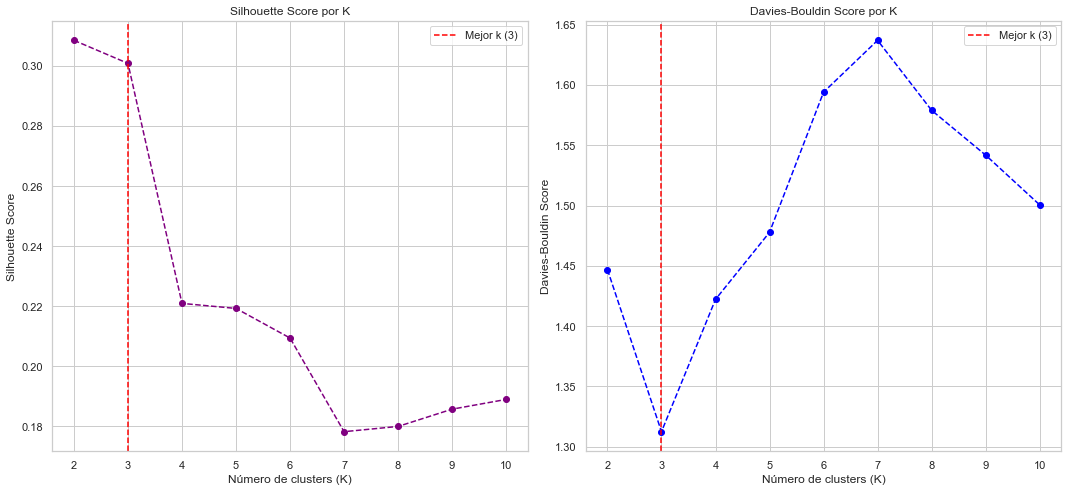 Silhouette Score por K
Mejor k (3)
Silhouette Score
0.30
0.28
0.26
0.24
0.22
0.20
0.18
2 3 4 5 6 7 8 9 10
Número de clusters (K)
Davies-Bouldin Score por K
Mejor k (3)
Davies-Bouldin Score
1.65
1.60
1.55
1.50
1.45
1.40
1.35
1.30
2 3 4 5 6 7 8 9 10
Número de clusters (K)